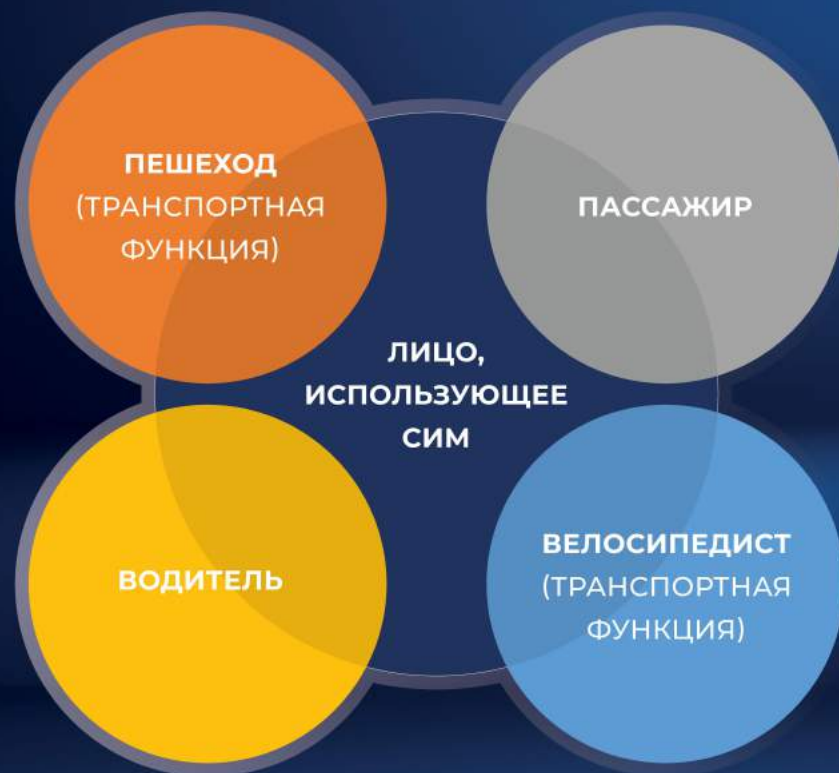 ПЕШЕХОД
(ТРАНСПОРТНАЯ
ФУНКЦИЯ)
ПАССАЖИР
ЛИЦО,
ИСПОЛЬЗУЮЩЕЕ
СИМ
ВОДИТЕЛЬ
ВЕЛОСИПЕДИСТ
(ТРАНСПОРТНАЯ
ФУНКЦИЯ)